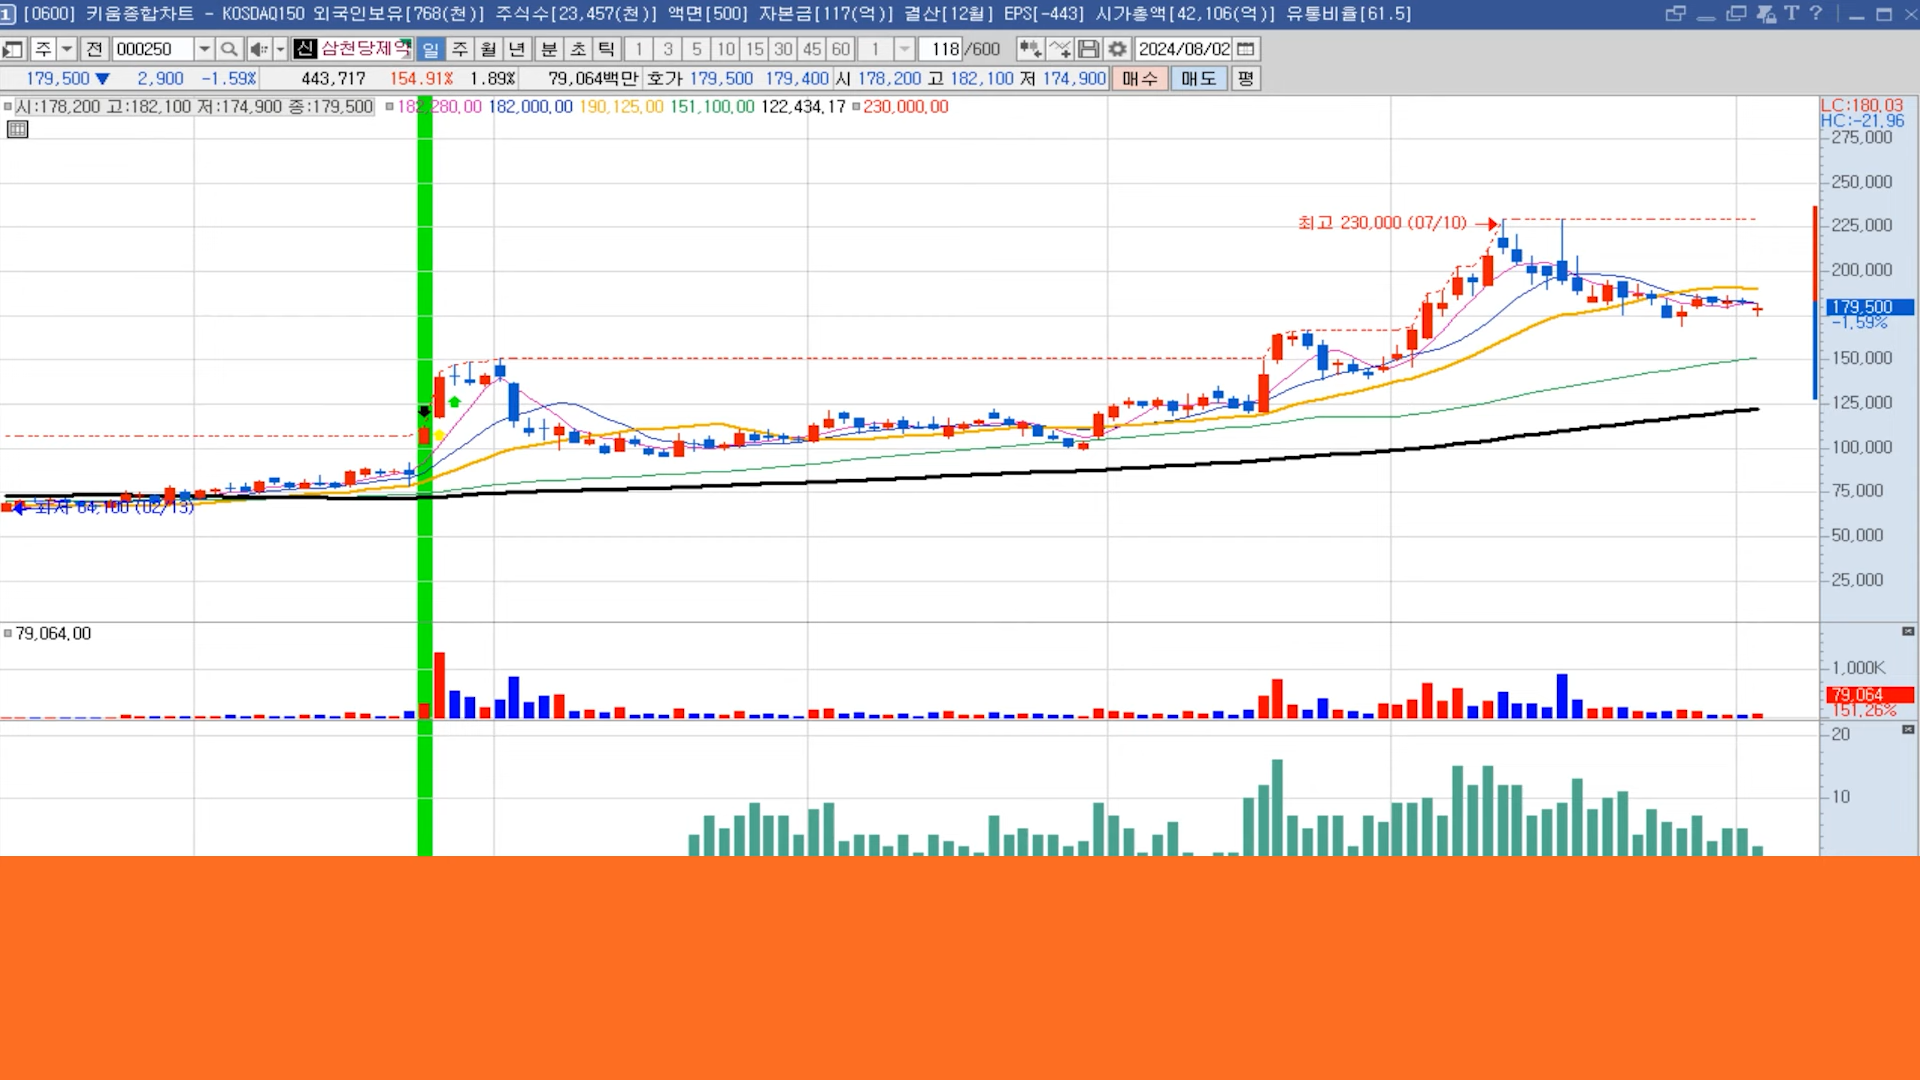 1 [0600] 키움종합차트 - KOSDAQ150 외국인보유[768(천)] 주식수[23,457(천)] 액면[500] 자본금[117(억)] 결산[12월] EPS[-443] 시가총액[42,106(억)] 유통비율[61.5] T ?
주 전 000250 신 삼천당제약 일 주 월 년 분 초 틱 1 3 5 10 15 30 45 60 1 118 /600 2024/08/02
179,500 ▼ 2,900 -1.59% 443,717 154.91% 1.89% 79,064백만 호가 179,500 179,400 시 178,200 고 182,100 저 174,900 매수 매도 평
시:178,200 고:182,100 저:174,900 종:179,500 182,280.00 182,000.00 190,125.00 151,100.00 122,434.17 230,000.00
LC:180.03
HC:-21.96
275,000
250,000
최고 230,000 (07/10)
225,000
200,000
179,500
-1.59%
150,000
125,000
100,000
75,000
최저 64,100 (02/13)
50,000
25,000
79,064.00
1,000K
79,064
151.26%
20
10